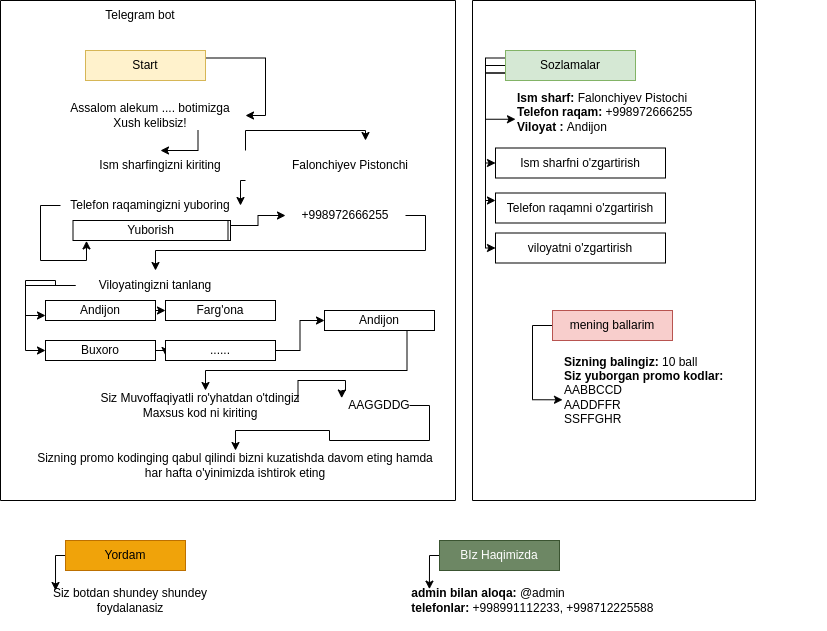 Telegram bot
Start
Assalom alekum .... botimizga
Xush kelibsiz!
Ism sharfingizni kiriting
Falonchiyev Pistonchi
Telefon raqamingizni yuboring
Yuborish
+998972666255
Viloyatingizni tanlang
Andijon
Farg'ona
Buxoro
......
Andijon
Siz Muvoffaqiyatli ro'yhatdan o'tdingiz
Maxsus kod ni kiriting
AAGGDDG
Sizning promo kodinging qabul qilindi bizni kuzatishda davom eting hamda
har hafta o'yinimizda ishtirok eting
Sozlamalar
Ism sharf: Falonchiyev Pistochi
Telefon raqam: +998972666255
Viloyat : Andijon
Ism sharfni o'zgartirish
Telefon raqamni o'zgartirish
viloyatni o'zgartirish
mening ballarim
Sizning balingiz: 10 ball
Siz yuborgan promo kodlar:
AABBCCD
AADDFFR
SSFFGHR
Yordam
Siz botdan shundey shundey
foydalanasiz
BIz Haqimizda
admin bilan aloqa: @admin
telefonlar: +998991112233, +998712225588